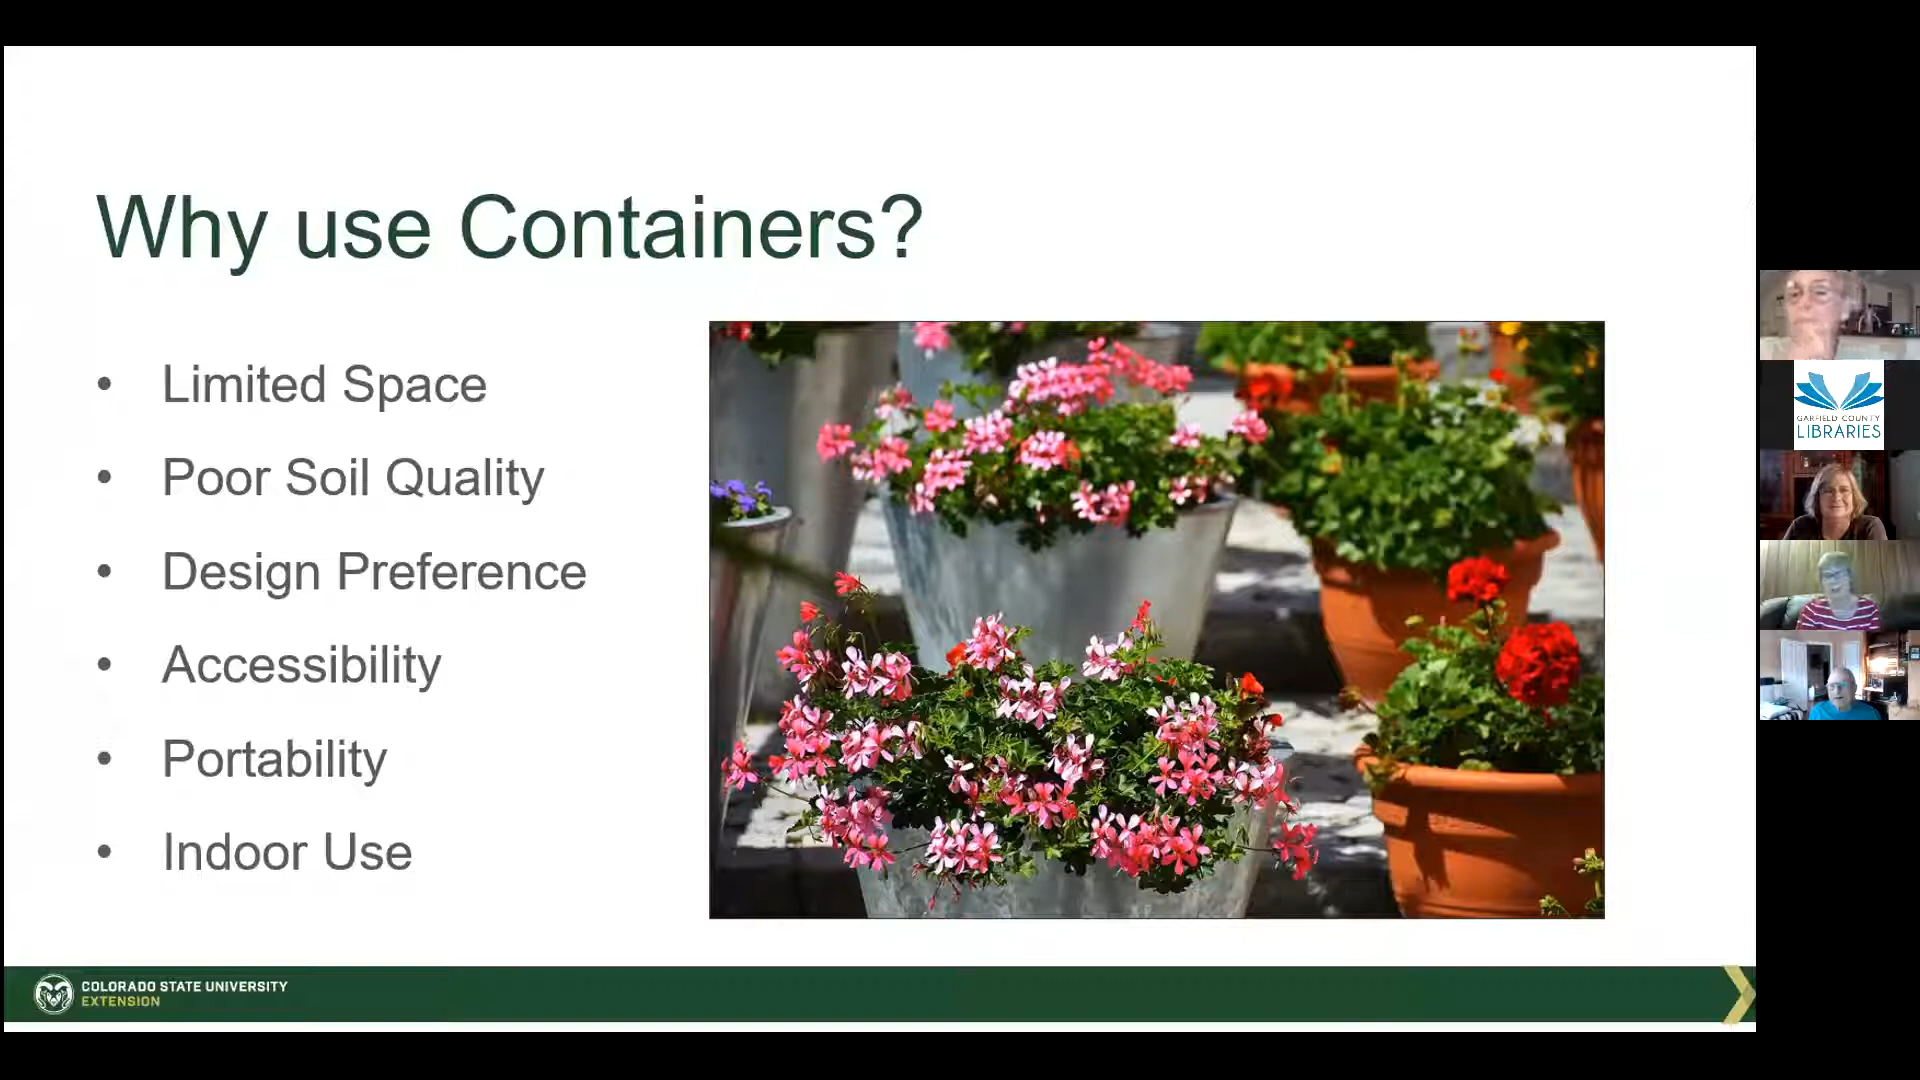 Why use Containers?
• Limited Space
• Poor Soil Quality
• Design Preference
• Accessibility
• Portability
• Indoor Use
COLORADO STATE UNIVERSITY
EXTENSION
GARFIELD COUNTY
LIBRARIES